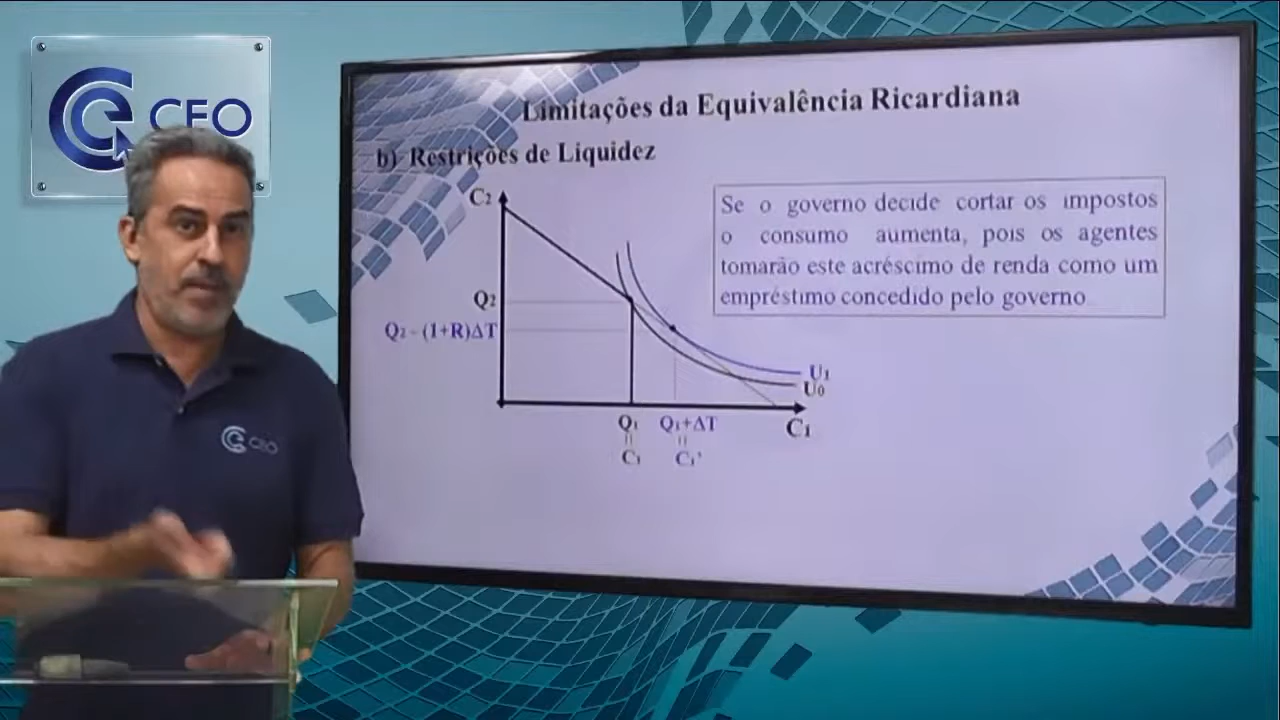 CEO
Limitações da Equivalência Ricardiana
b) Restrições de Liquidez
C₂
Q₂
Q₂ - (1+R)ΔT
U₁
U₀
Q₁ Q₁+ΔT
= =
C₁ C₁'
C₁
Se o governo decide cortar os impostos
o consumo aumenta, pois os agentes
tomarão este acréscimo de renda como um
empréstimo concedido pelo governo
CEO